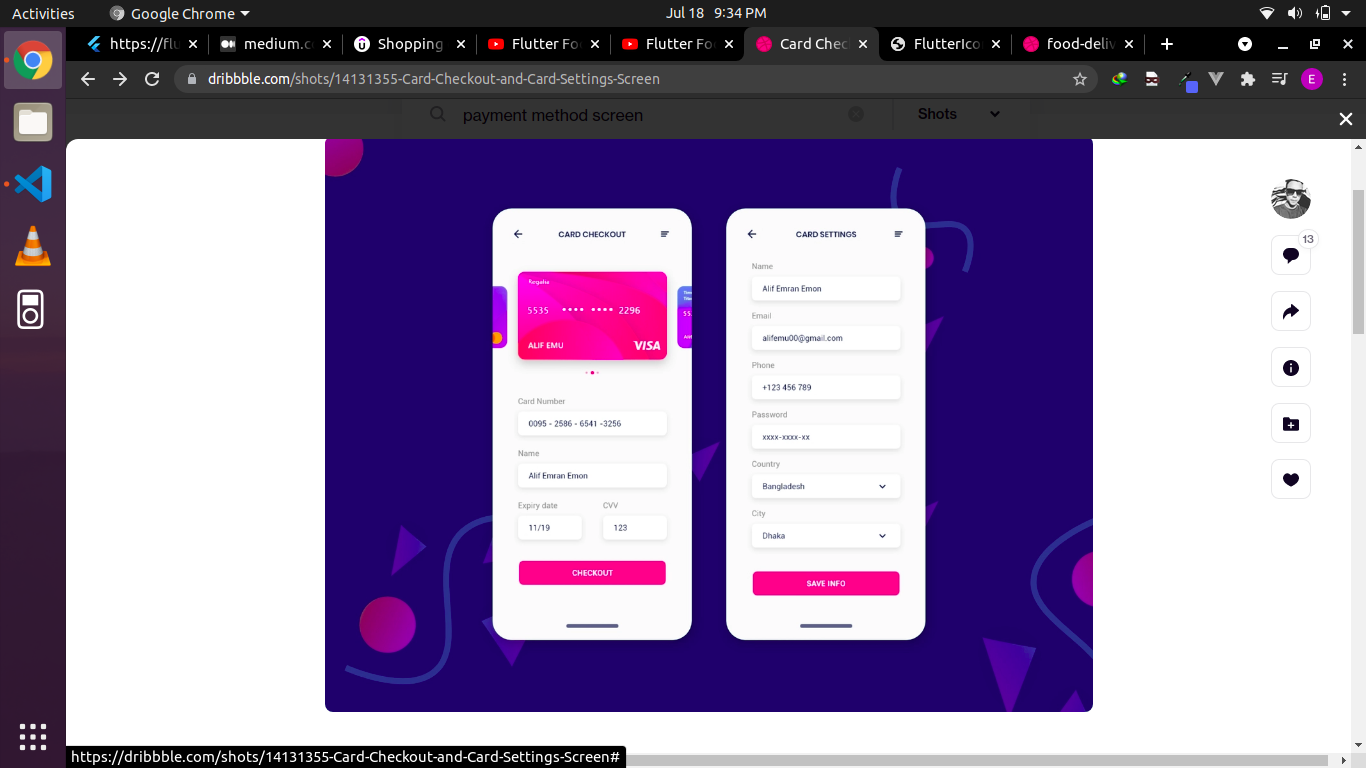 Activities
Google Chrome
Jul 18 9:34 PM
https://flu
medium.c
Shopping
Flutter Fo
Flutter Fo
Card Chec
FlutterIco
food-deliv
dribbble.com/shots/14131355-Card-Checkout-and-Card-Settings-Screen
E
payment method screen
Shots
13
CARD CHECKOUT
5535 •••• •••• 2296
ALIF EMU
VISA
Card Number
0095 - 2586 - 6541 -3256
Name
Alif Emran Emon
Expiry date
CVV
11/19
123
CHECKOUT
CARD SETTINGS
Name
Alif Emran Emon
Email
alifemu00@gmail.com
Phone
+123 456 789
Password
xxxx-xxxx-xx
Country
Bangladesh
City
Dhaka
SAVE INFO
https://dribbble.com/shots/14131355-Card-Checkout-and-Card-Settings-Screen#